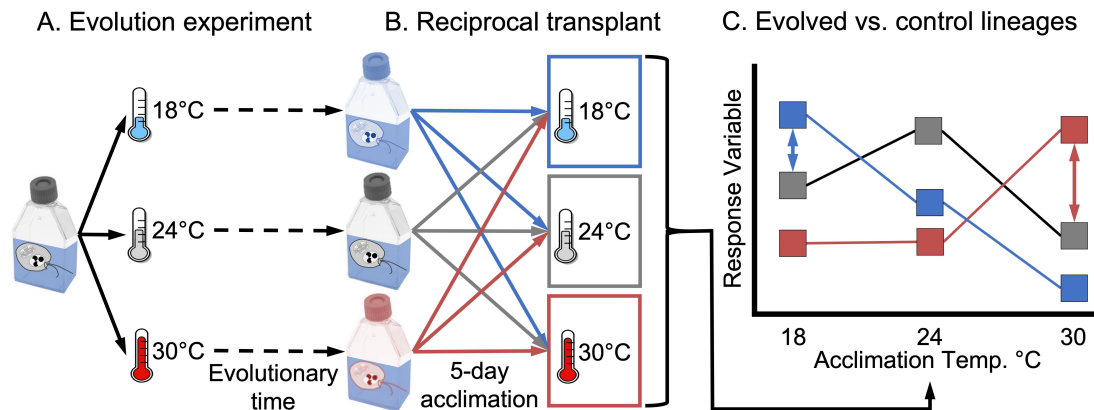 A. Evolution experiment
B. Reciprocal transplant
C. Evolved vs. control lineages
18°C
24°C
30°C
Evolutionary
time
5-day
acclimation
18°C
24°C
30°C
Response Variable
18
24
30
Acclimation Temp. °C